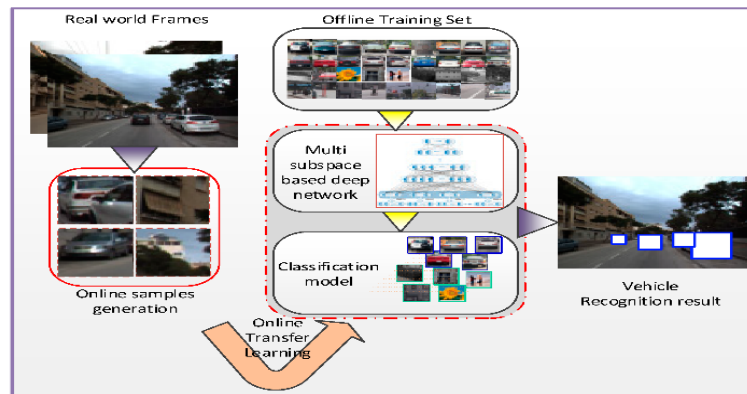 Real world Frames
Offline Training Set
Multi
subspace
based deep
network
Classification
model
Online samples
generation
Online
Transfer
Learning
Vehicle
Recognition result